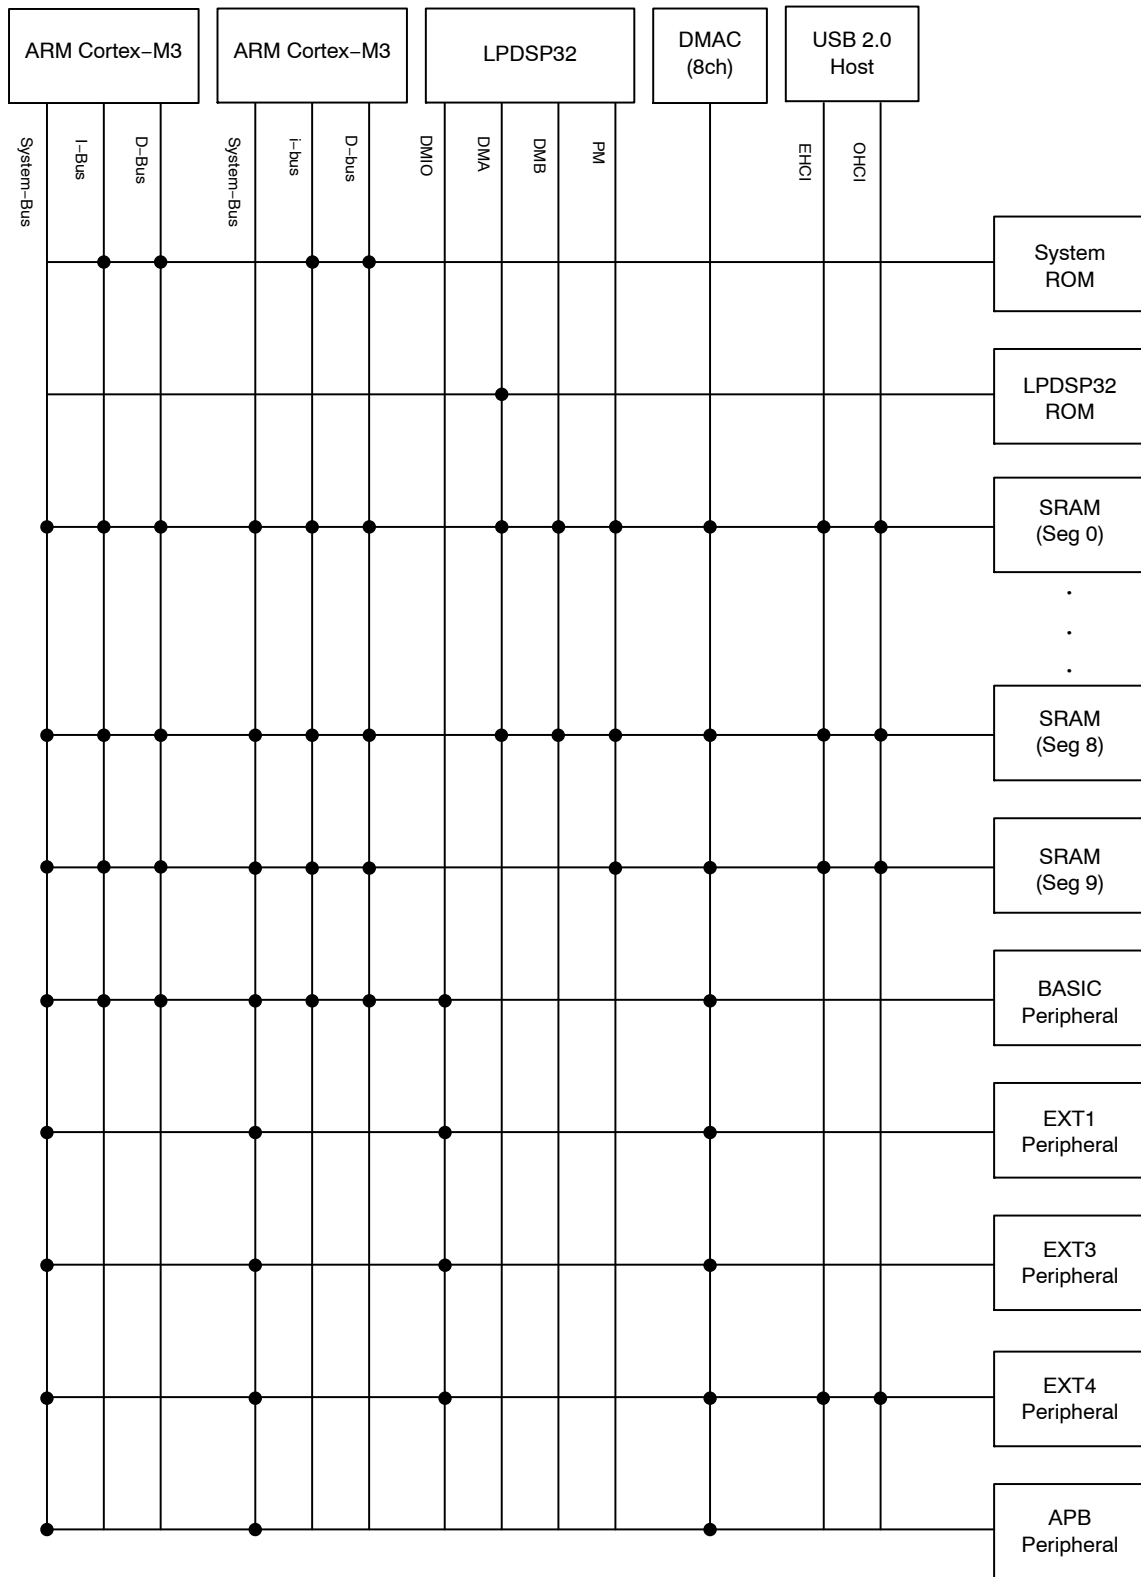 ARM Cortex−M3
ARM Cortex−M3
LPDSP32
DMAC
(8ch)
USB 2.0
Host
System−Bus
I−Bus
D−Bus
System−Bus
i−bus
D−bus
DMIO
DMA
DMB
PM
EHCI
OHCI
System
ROM
LPDSP32
ROM
SRAM
(Seg 0)
.
.
.
SRAM
(Seg 8)
SRAM
(Seg 9)
BASIC
Peripheral
EXT1
Peripheral
EXT3
Peripheral
EXT4
Peripheral
APB
Peripheral